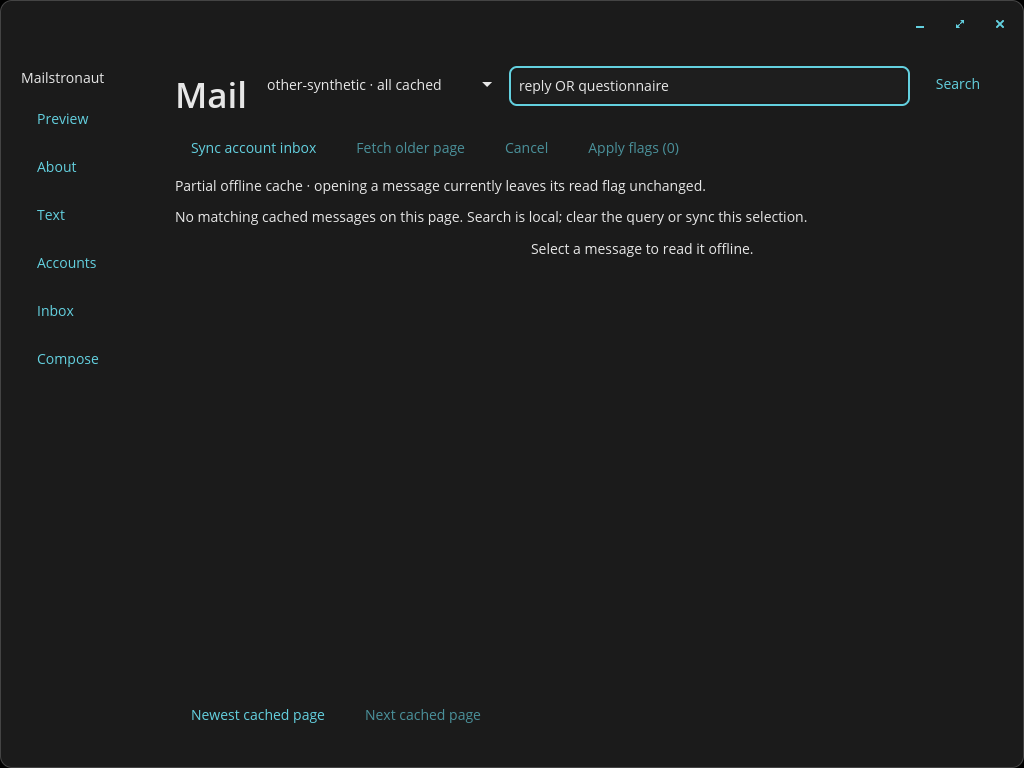 Mailstronaut
Preview
About
Text
Accounts
Inbox
Compose
Mail
other-synthetic · all cached
reply OR questionnaire
Search
Sync account inbox
Fetch older page
Cancel
Apply flags (0)
Partial offline cache · opening a message currently leaves its read flag unchanged.
No matching cached messages on this page. Search is local; clear the query or sync this selection.
Select a message to read it offline.
Newest cached page
Next cached page